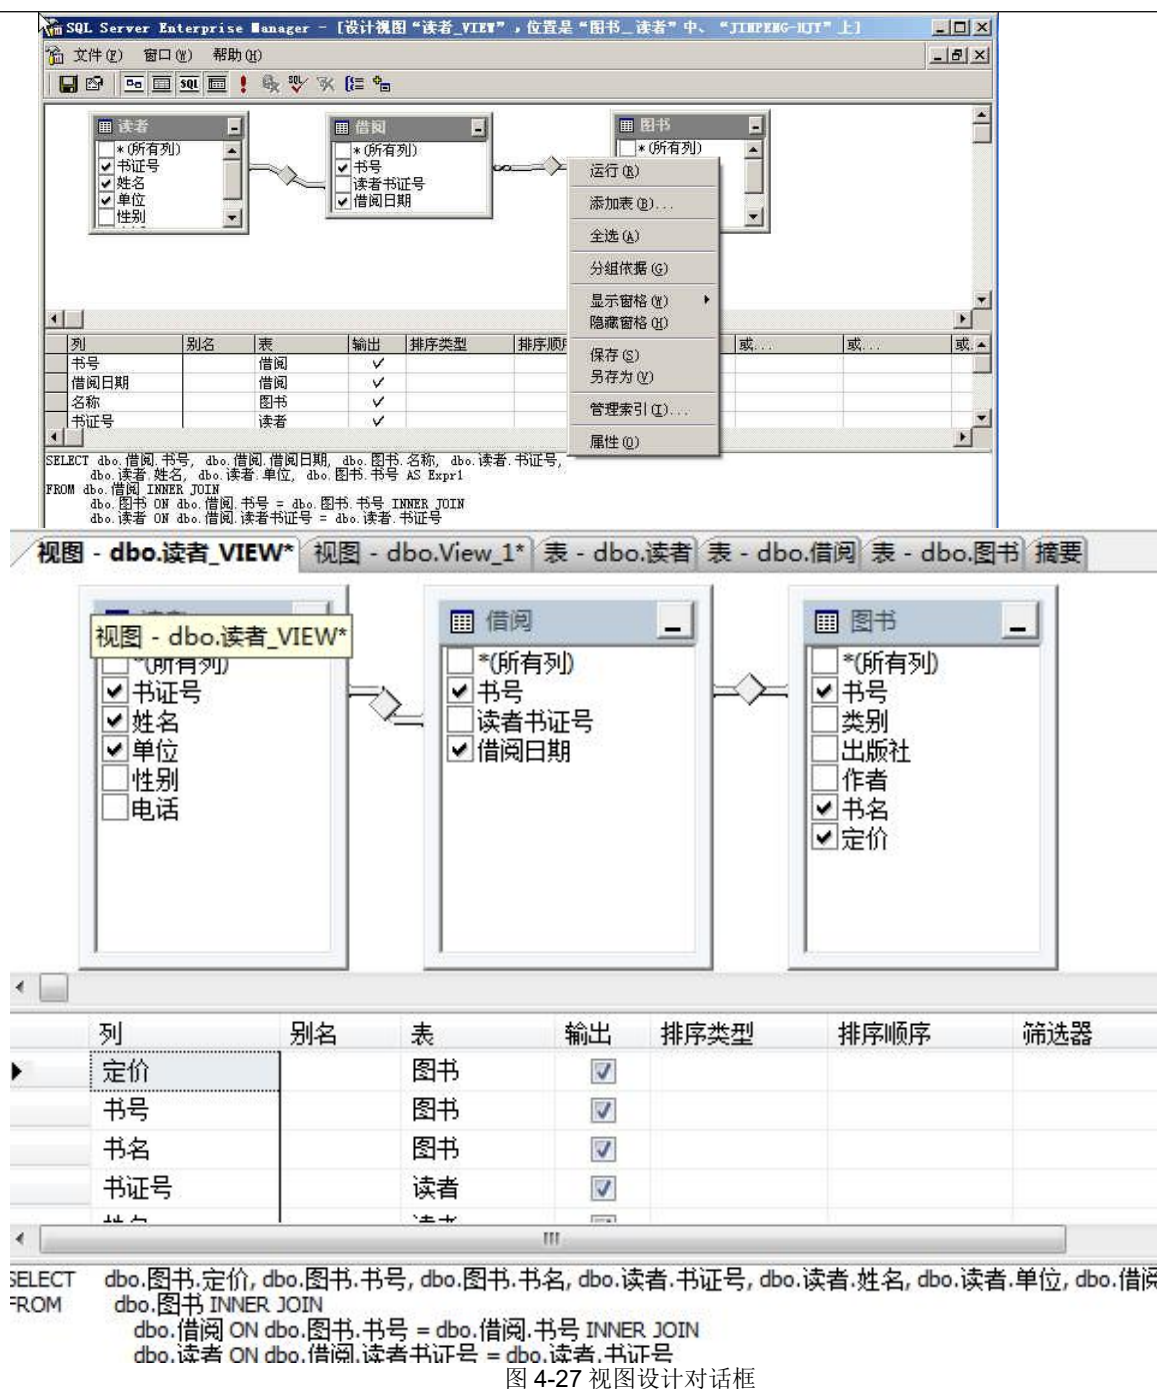 SQL Server Enterprise Manager - [设计视图“读者_VIEW”，位置是“图书_读者”中、“JINPENG-HJY”上]
文件(F) 窗口(W) 帮助(H)
SQL
读者 借阅 图书
*(所有列) *(所有列) *(所有列)
书证号 书号
姓名 读者书证号
单位 借阅日期
性别
运行(R)
添加表(B)...
全选(A)
分组依据(G)
显示窗格(W)
隐藏窗格(H)
保存(S)
另存为(V)
管理索引(I)...
属性(O)
列 别名 表 输出 排序类型 排序顺 或... 或... 或.
书号 借阅
借阅日期 借阅
名称 图书
书证号 读者
SELECT dbo.借阅.书号, dbo.借阅.借阅日期, dbo.图书.名称, dbo.读者.书证号,
dbo.读者.姓名, dbo.读者.单位, dbo.图书.书号 AS Expr1
FROM dbo.借阅 INNER JOIN
dbo.图书 ON dbo.借阅.书号 = dbo.图书.书号 INNER JOIN
dbo.读者 ON dbo.借阅.读者书证号 = dbo.读者.书证号
视图 - dbo.读者_VIEW* 视图 - dbo.View_1* 表 - dbo.读者 表 - dbo.借阅 表 - dbo.图书 摘要
借阅 图书
视图 - dbo.读者_VIEW*
*(所有列) *(所有列) *(所有列)
书证号 书号 书号
姓名 读者书证号 类别
单位 借阅日期 出版社
性别 作者
电话 书名
定价
列 别名 表 输出 排序类型 排序顺序 筛选器
定价 图书
书号 图书
书名 图书
书证号 读者
SELECT dbo.图书.定价, dbo.图书.书号, dbo.图书.书名, dbo.读者.书证号, dbo.读者.姓名, dbo.读者.单位, dbo.借阅
FROM dbo.图书 INNER JOIN
dbo.借阅 ON dbo.图书.书号 = dbo.借阅.书号 INNER JOIN
dbo.读者 ON dbo.借阅.读者书证号 = dbo.读者.书证号
图 4-27 视图设计对话框